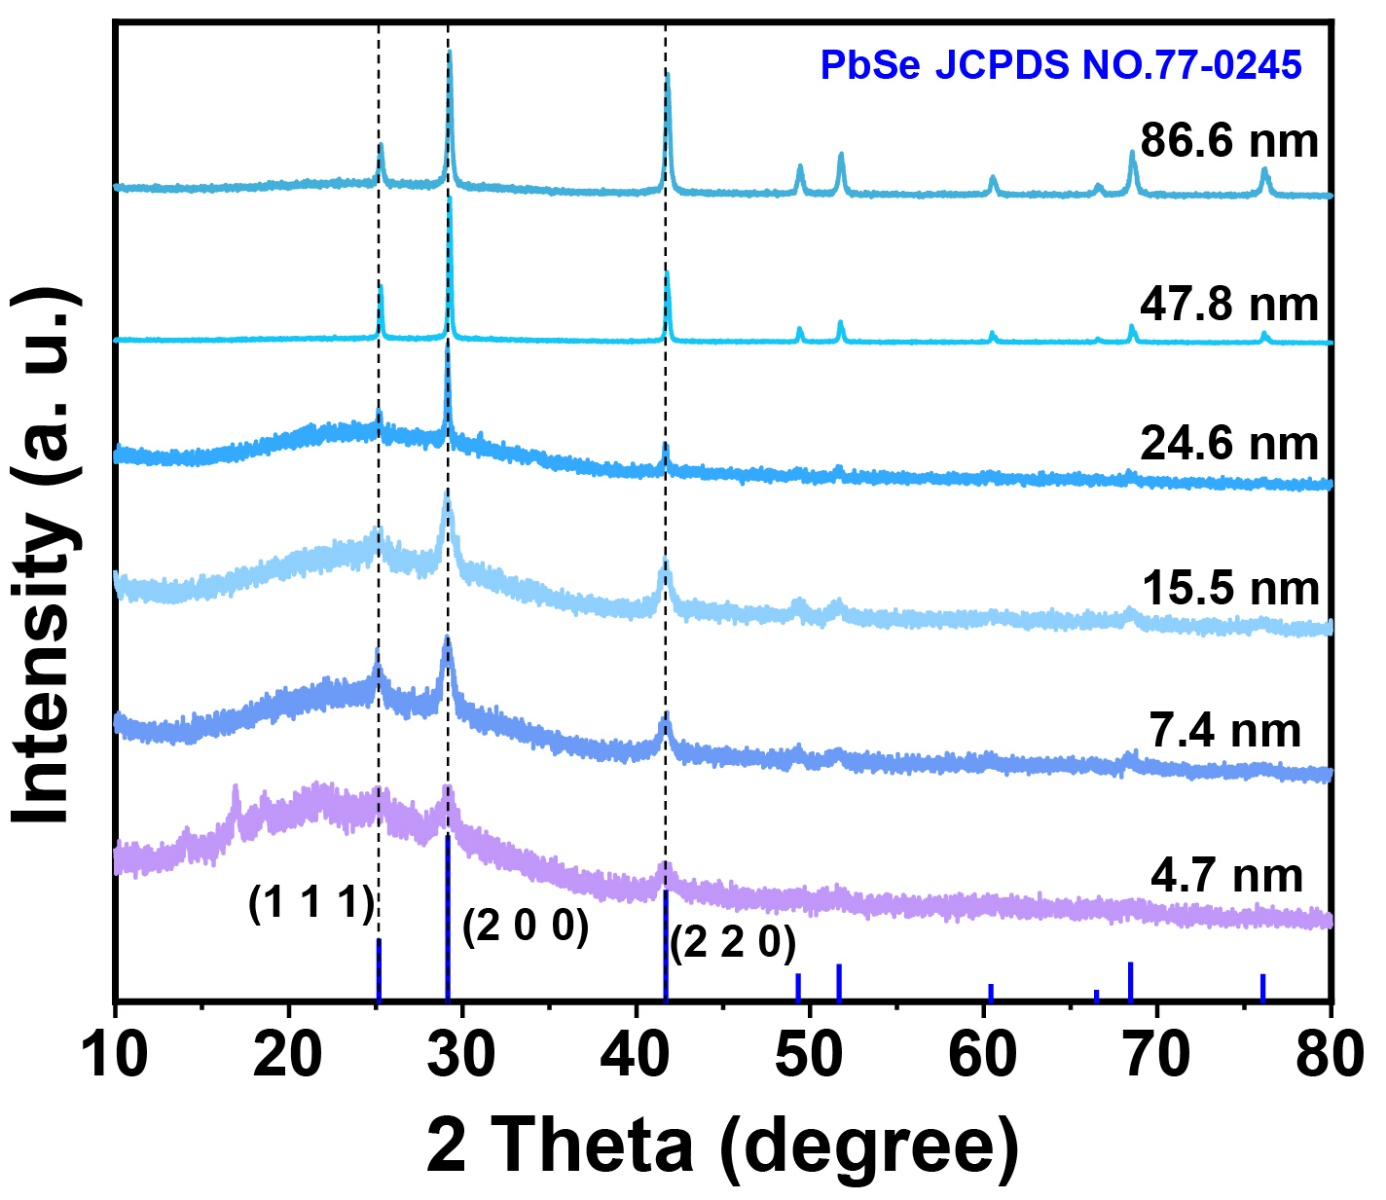 PbSe JCPDS NO.77-0245
86.6 nm
47.8 nm
24.6 nm
15.5 nm
7.4 nm
4.7 nm
(1 1 1)
(2 0 0)
(2 2 0)
Intensity (a. u.)
10 20 30 40 50 60 70 80
2 Theta (degree)